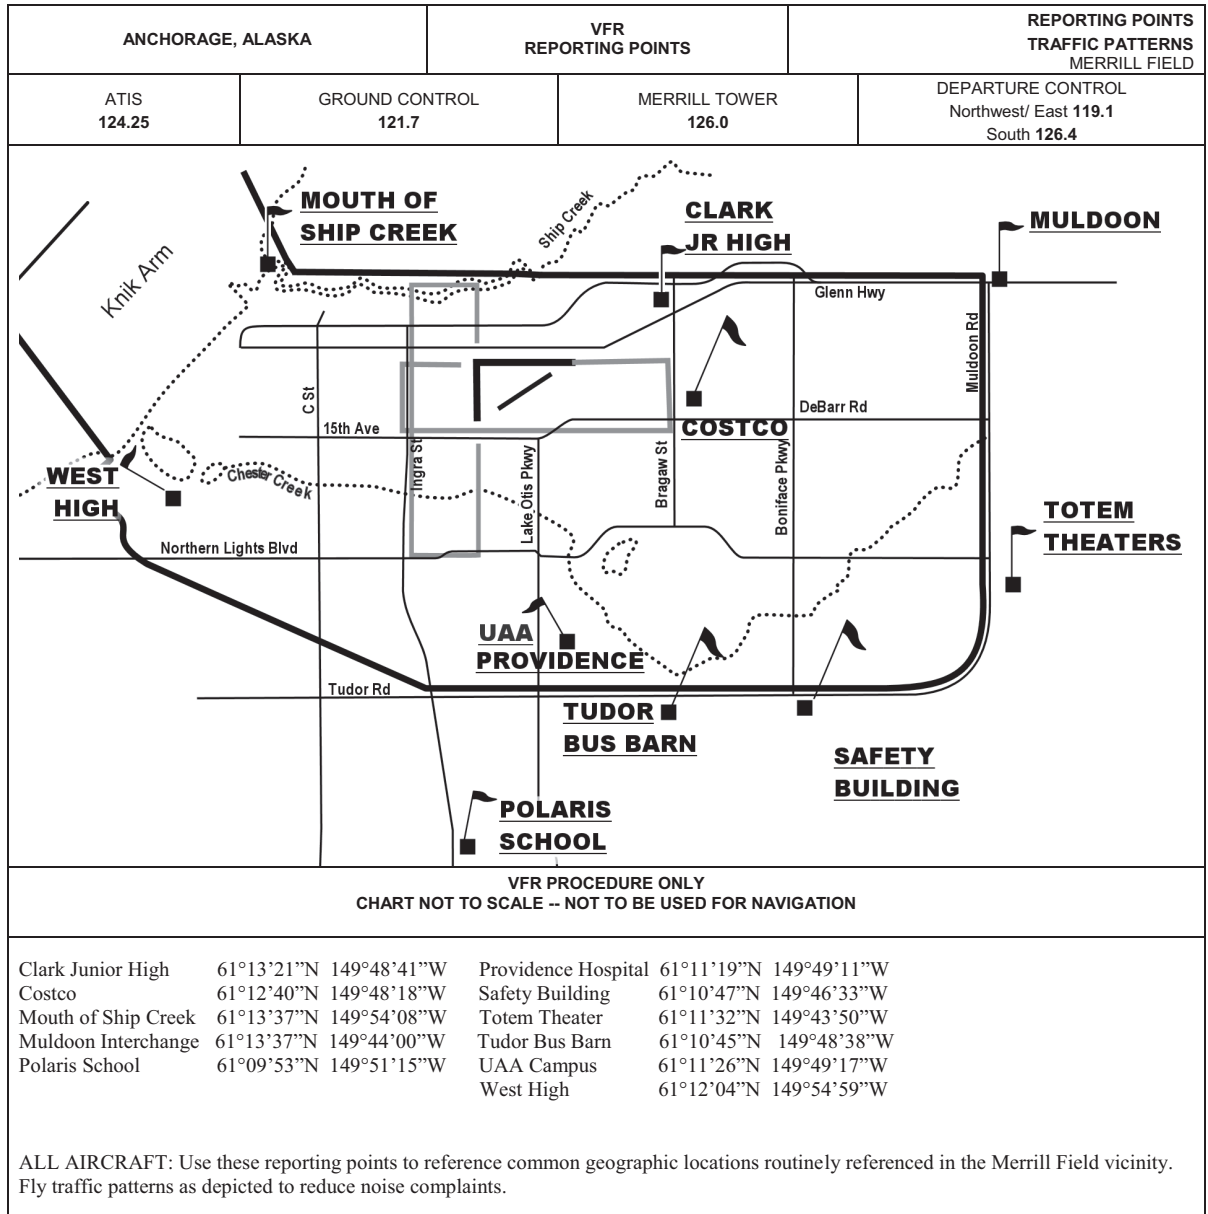 ANCHORAGE, ALASKA
VFR
REPORTING POINTS
REPORTING POINTS
TRAFFIC PATTERNS
MERRILL FIELD
ATIS
124.25
GROUND CONTROL
121.7
MERRILL TOWER
126.0
DEPARTURE CONTROL
Northwest/ East 119.1
South 126.4
MOUTH OF
SHIP CREEK
Ship Creek
CLARK
JR HIGH
MULDOON
Knik Arm
Glenn Hwy
Muldoon Rd
C St
DeBarr Rd
15th Ave
COSTCO
Ingra St
Lake Otis Pkwy
Bragaw St
Boniface Pkwy
WEST
HIGH
Chester Creek
TOTEM
THEATERS
Northern Lights Blvd
UAA
PROVIDENCE
Tudor Rd
TUDOR
BUS BARN
SAFETY
BUILDING
POLARIS
SCHOOL
VFR PROCEDURE ONLY
CHART NOT TO SCALE -- NOT TO BE USED FOR NAVIGATION
Clark Junior High 61°13’21”N 149°48’41”W
Costco 61°12’40”N 149°48’18”W
Mouth of Ship Creek 61°13’37”N 149°54’08”W
Muldoon Interchange 61°13’37”N 149°44’00”W
Polaris School 61°09’53”N 149°51’15”W
Providence Hospital 61°11’19”N 149°49’11”W
Safety Building 61°10’47”N 149°46’33”W
Totem Theater 61°11’32”N 149°43’50”W
Tudor Bus Barn 61°10’45”N 149°48’38”W
UAA Campus 61°11’26”N 149°49’17”W
West High 61°12’04”N 149°54’59”W
ALL AIRCRAFT: Use these reporting points to reference common geographic locations routinely referenced in the Merrill Field vicinity.
Fly traffic patterns as depicted to reduce noise complaints.